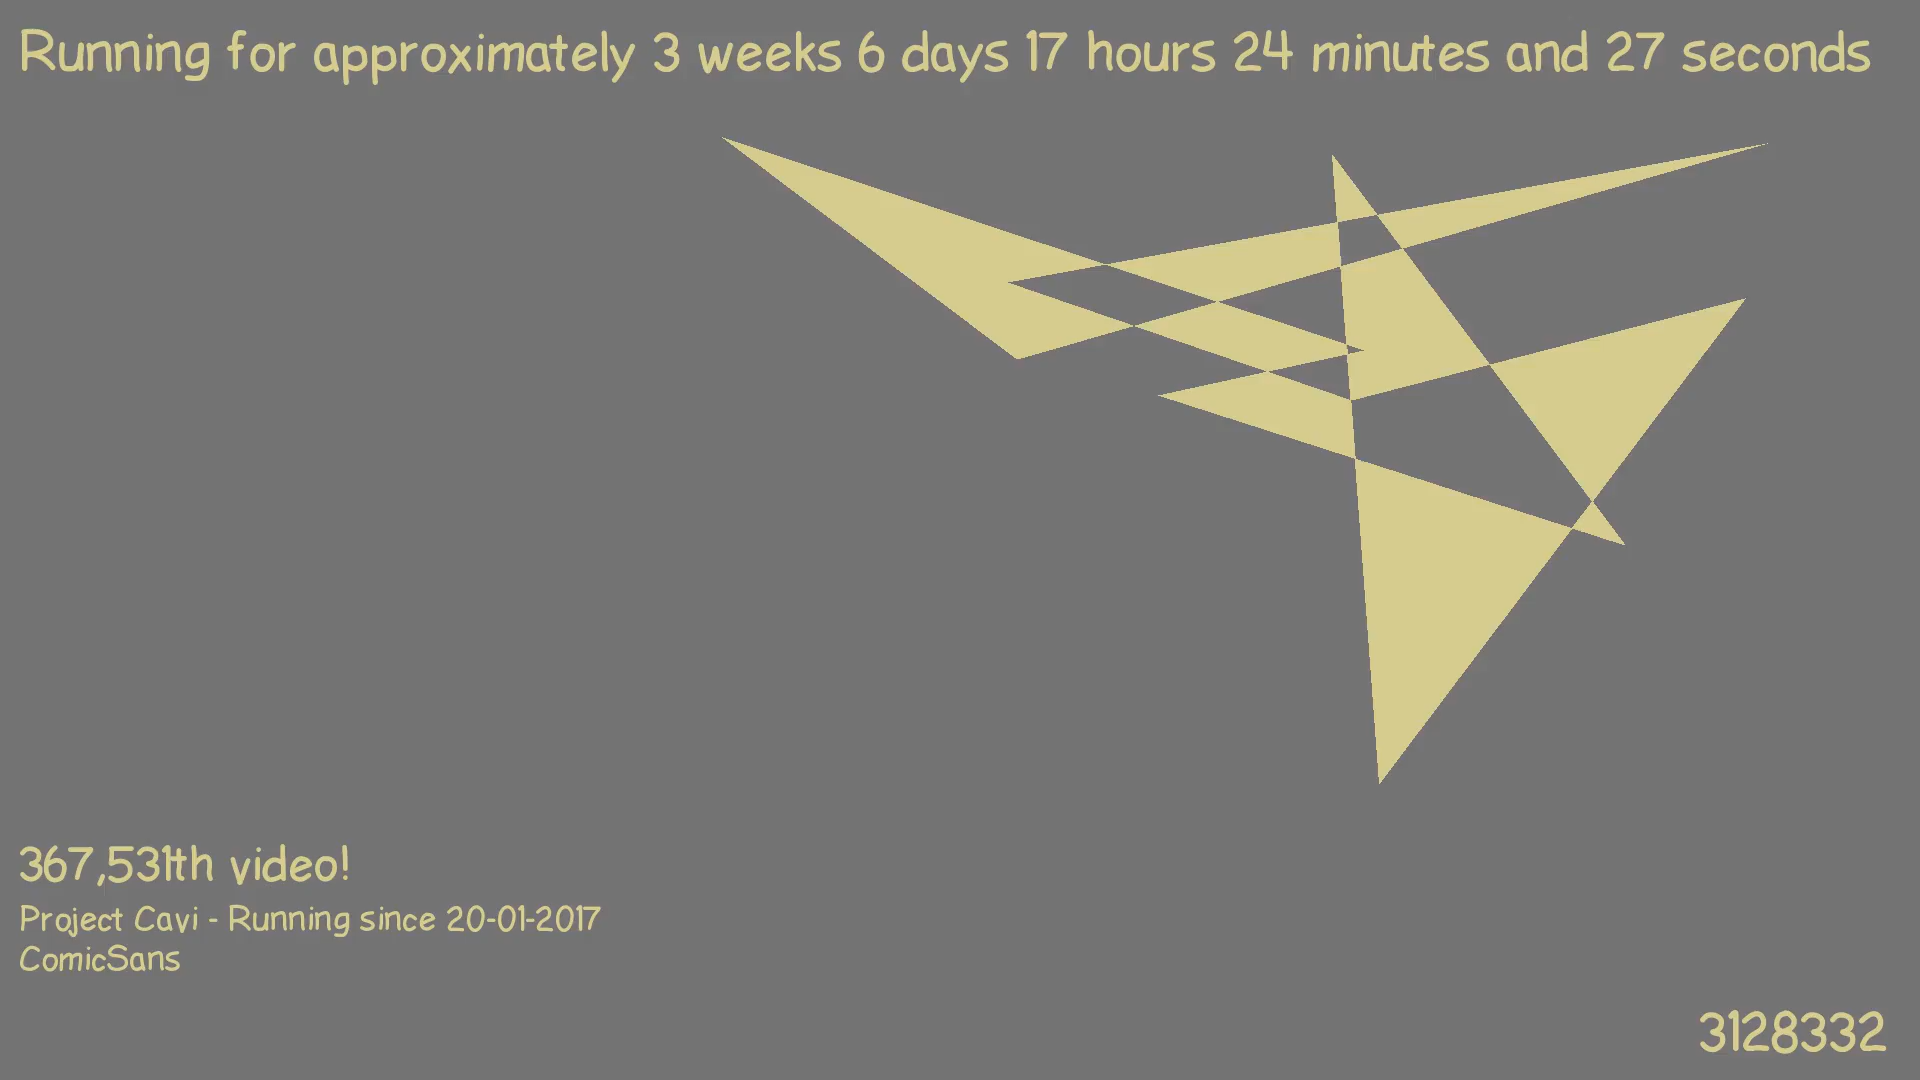 Running for approximately 3 weeks 6 days 17 hours 24 minutes and 27 seconds
367,531th video!
Project Cavi - Running since 20-01-2017
ComicSans
3128332